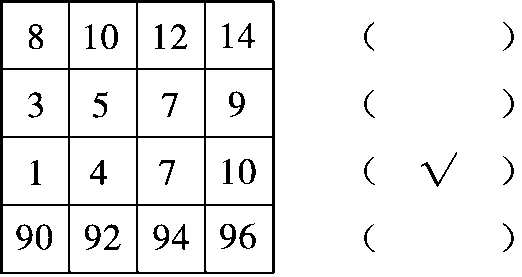 8 10 12 14 （ ）
3 5 7 9 （ ）
1 4 7 10 （ √ ）
90 92 94 96 （ ）